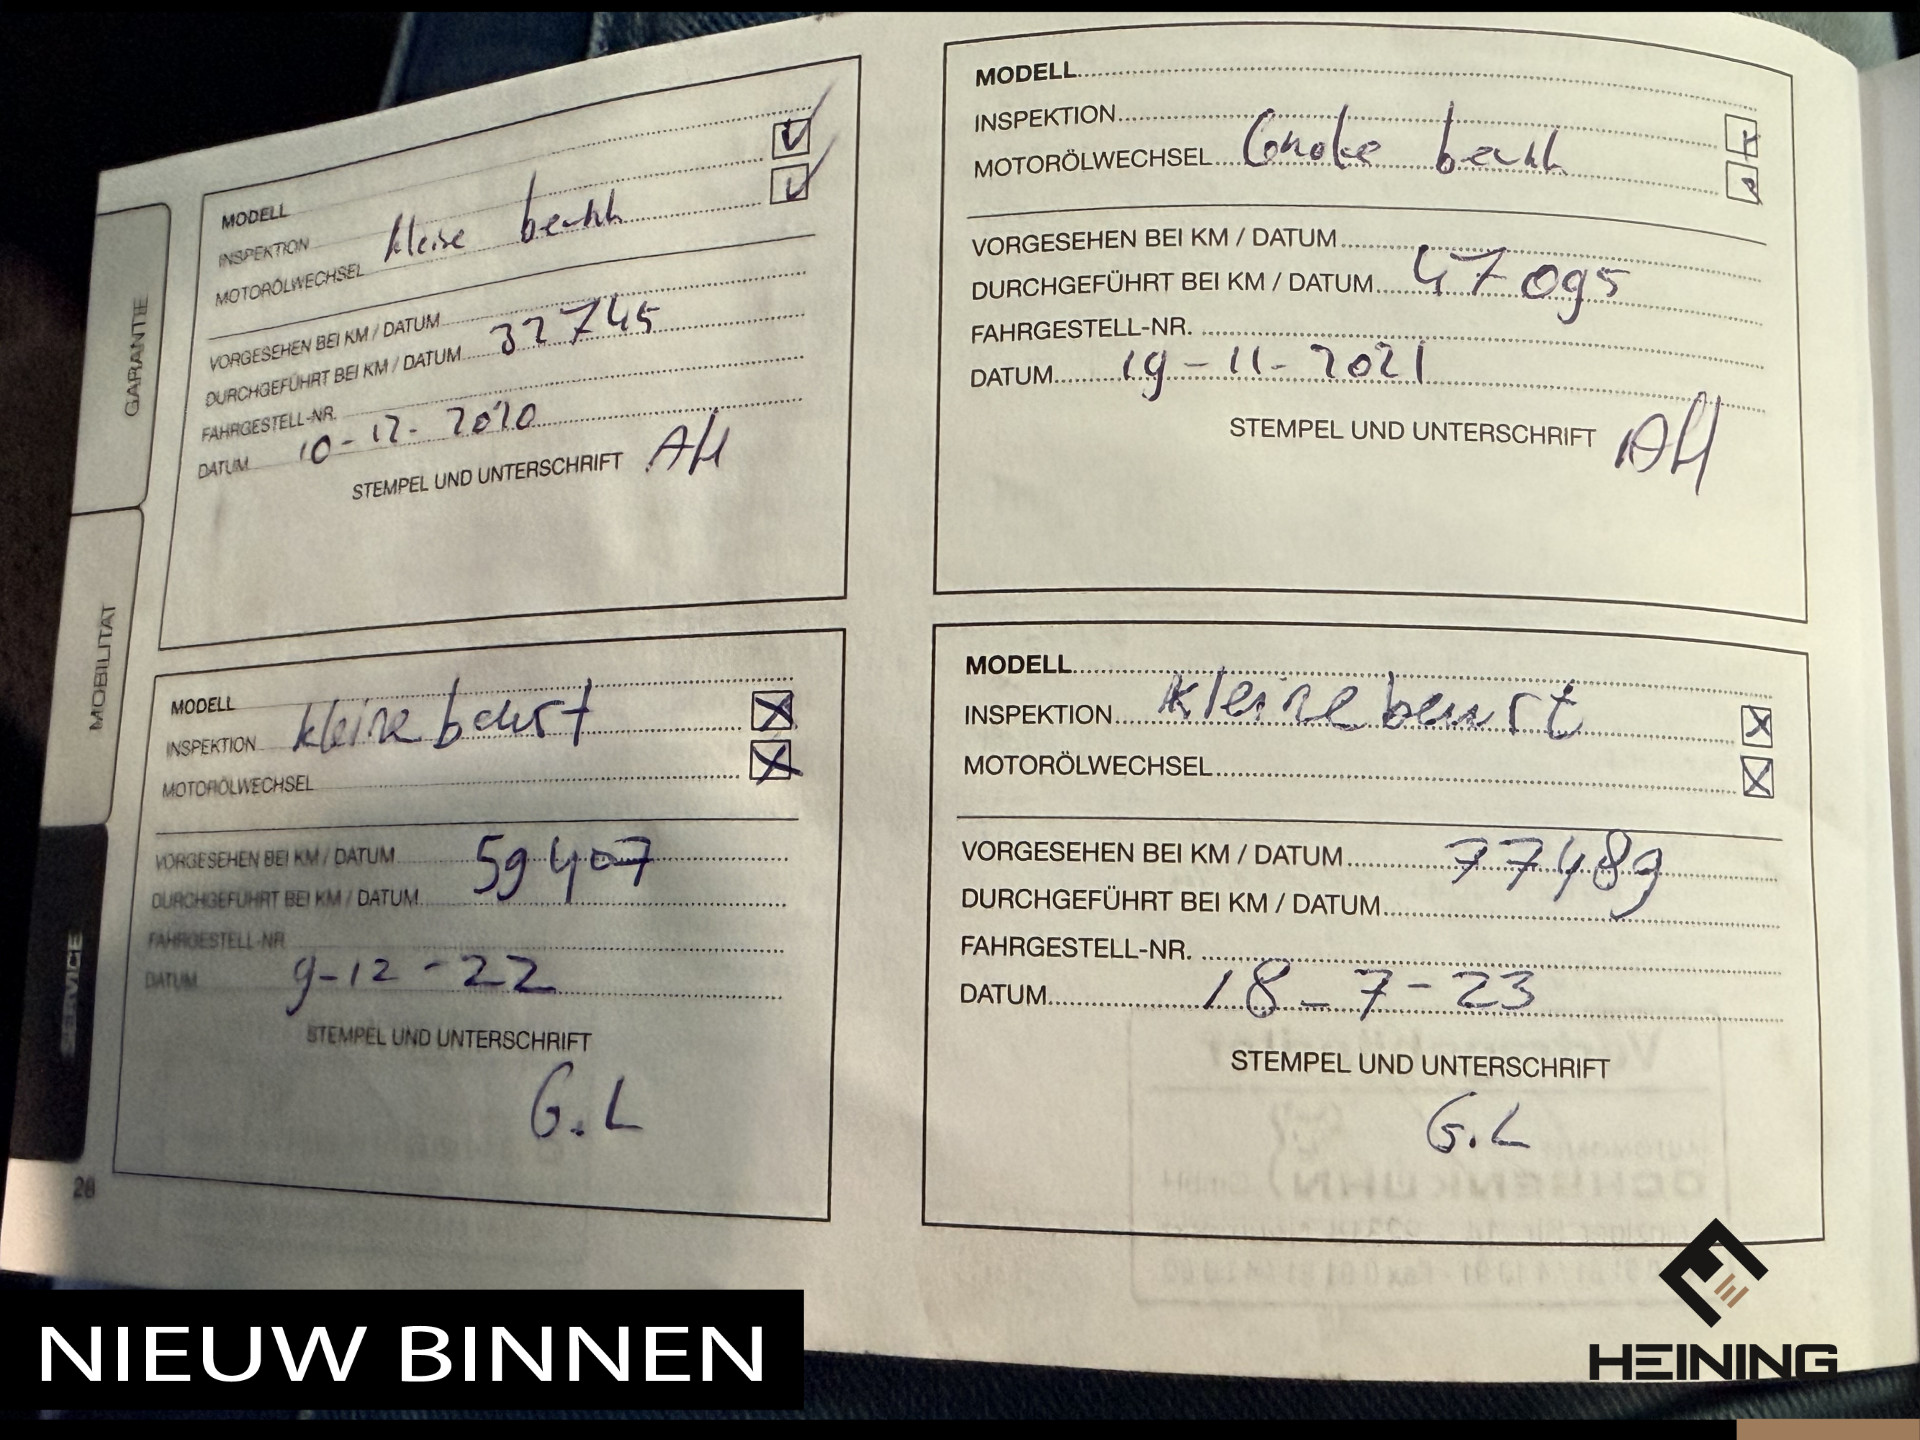 MODELL
INSPEKTION
MOTORÖLWECHSEL
VORGESEHEN BEI KM / DATUM
DURCHGEFÜHRT BEI KM / DATUM 32745
FAHRGESTELL-NR.
DATUM 10-12-2020
STEMPEL UND UNTERSCHRIFT AH
MODELL
INSPEKTION
MOTORÖLWECHSEL
VORGESEHEN BEI KM / DATUM
DURCHGEFÜHRT BEI KM / DATUM 47095
FAHRGESTELL-NR.
DATUM 19-11-2021
STEMPEL UND UNTERSCHRIFT AH
MODELL
INSPEKTION kleine beurt
MOTORÖLWECHSEL
VORGESEHEN BEI KM / DATUM 59407
DURCHGEFÜHRT BEI KM / DATUM
FAHRGESTELL-NR
DATUM 9-12-22
STEMPEL UND UNTERSCHRIFT
G.L
MODELL
INSPEKTION kleine beurt
MOTORÖLWECHSEL
VORGESEHEN BEI KM / DATUM 77489
DURCHGEFÜHRT BEI KM / DATUM
FAHRGESTELL-NR.
DATUM 18-7-23
STEMPEL UND UNTERSCHRIFT
G.L
GARANTIE
MOBILITÄT
SERVICE
28
NIEUW BINNEN
HEINING